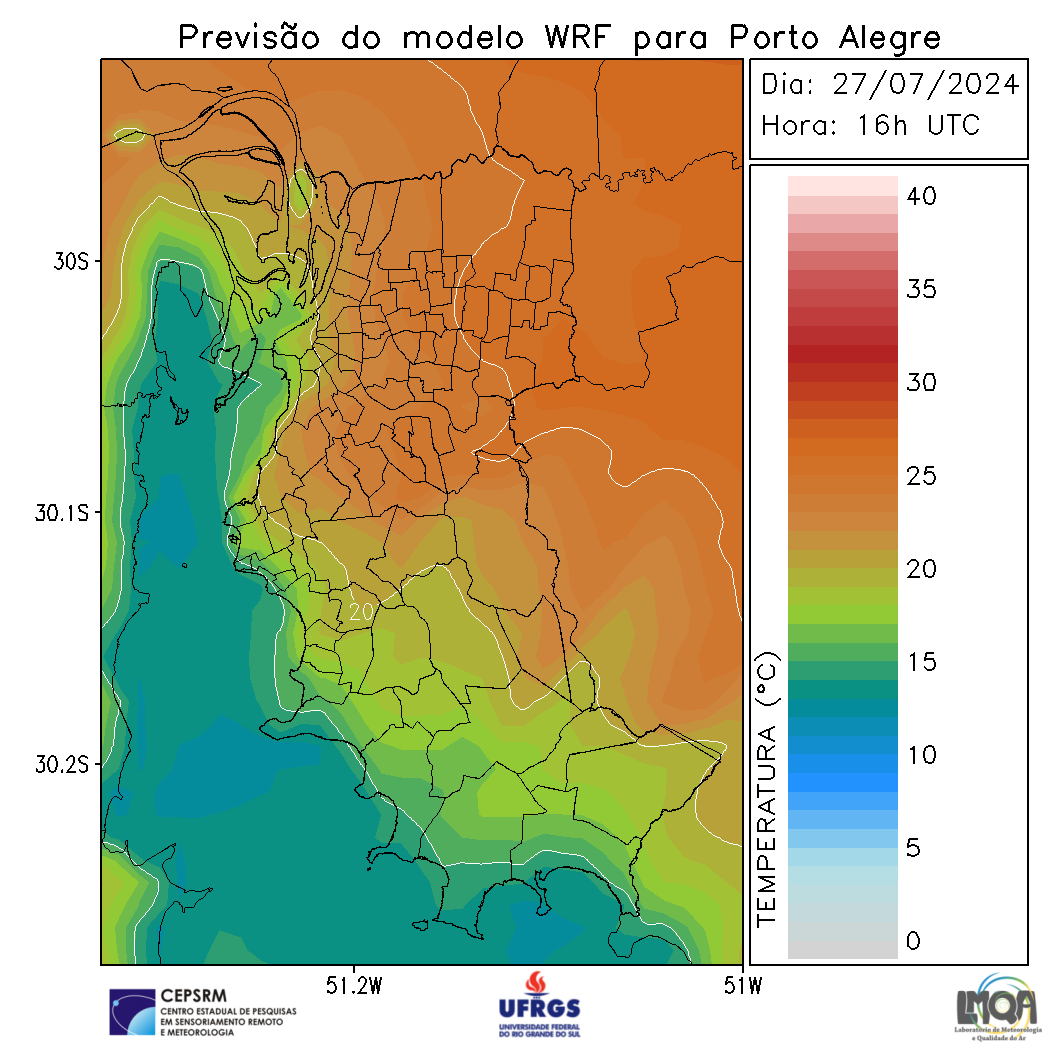 Previsão do modelo WRF para Porto Alegre
Dia: 27/07/2024
Hora: 16h UTC
40
35
30
25
20
15
10
5
0
TEMPERATURA (°C)
30S
30.1S
30.2S
20
51.2W
51W
CEPSRM
CENTRO ESTADUAL DE PESQUISAS
EM SENSORIAMENTO REMOTO
E METEOROLOGIA
UFRGS
UNIVERSIDADE FEDERAL
DO RIO GRANDE DO SUL
LMQA
Laboratório de Meteorologia
e Qualidade do Ar